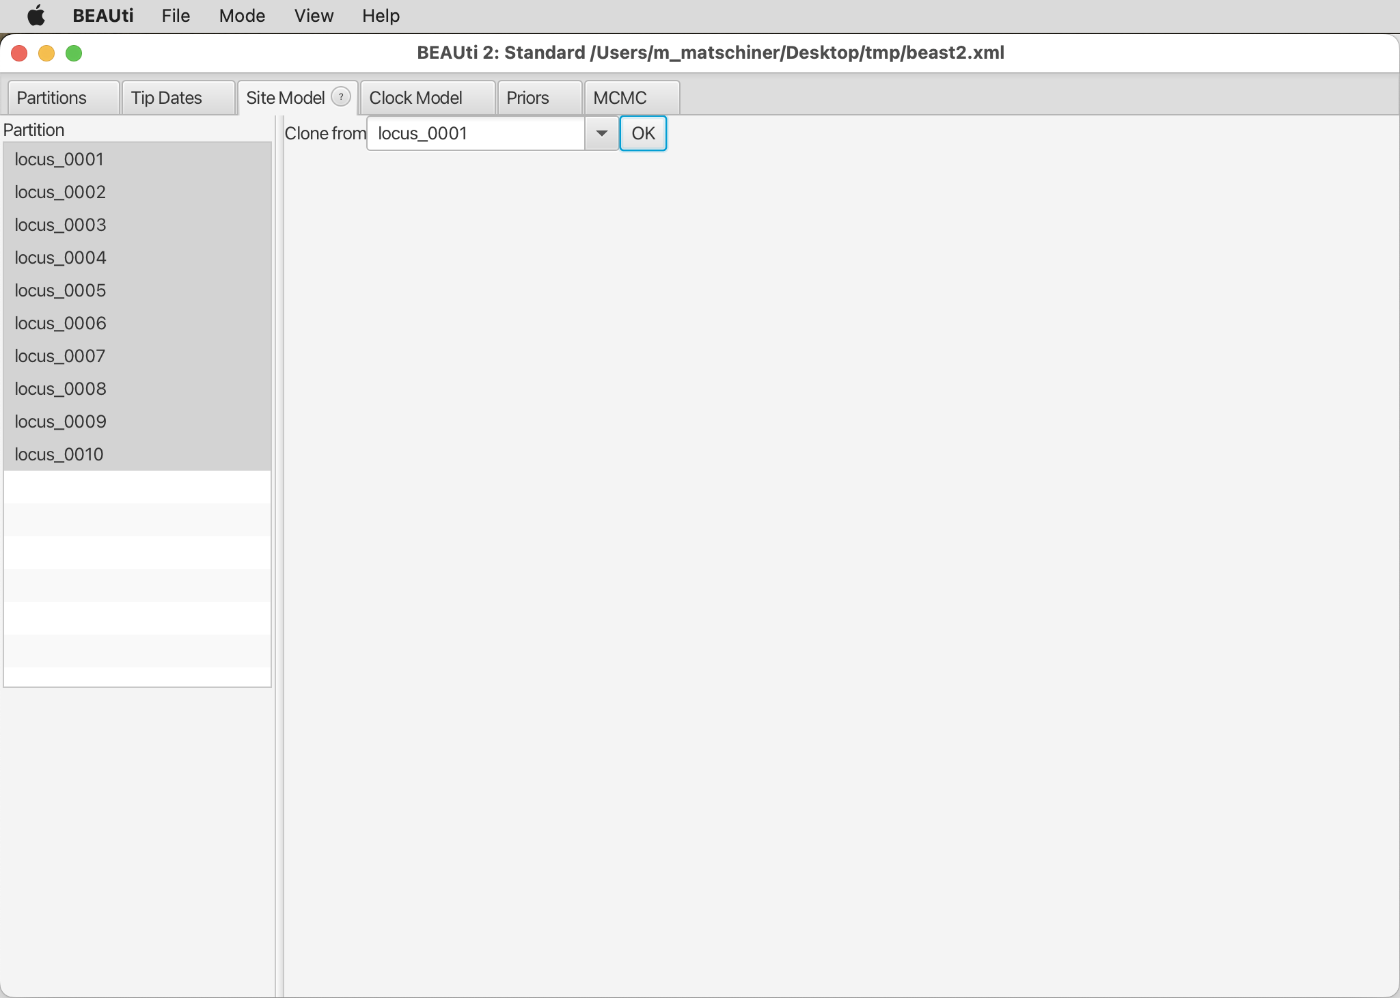 BEAUti File Mode View Help
BEAUti 2: Standard /Users/m_matschiner/Desktop/tmp/beast2.xml
Partitions Tip Dates Site Model ? Clock Model Priors MCMC
Partition
Clone from locus_0001 OK
locus_0001
locus_0002
locus_0003
locus_0004
locus_0005
locus_0006
locus_0007
locus_0008
locus_0009
locus_0010